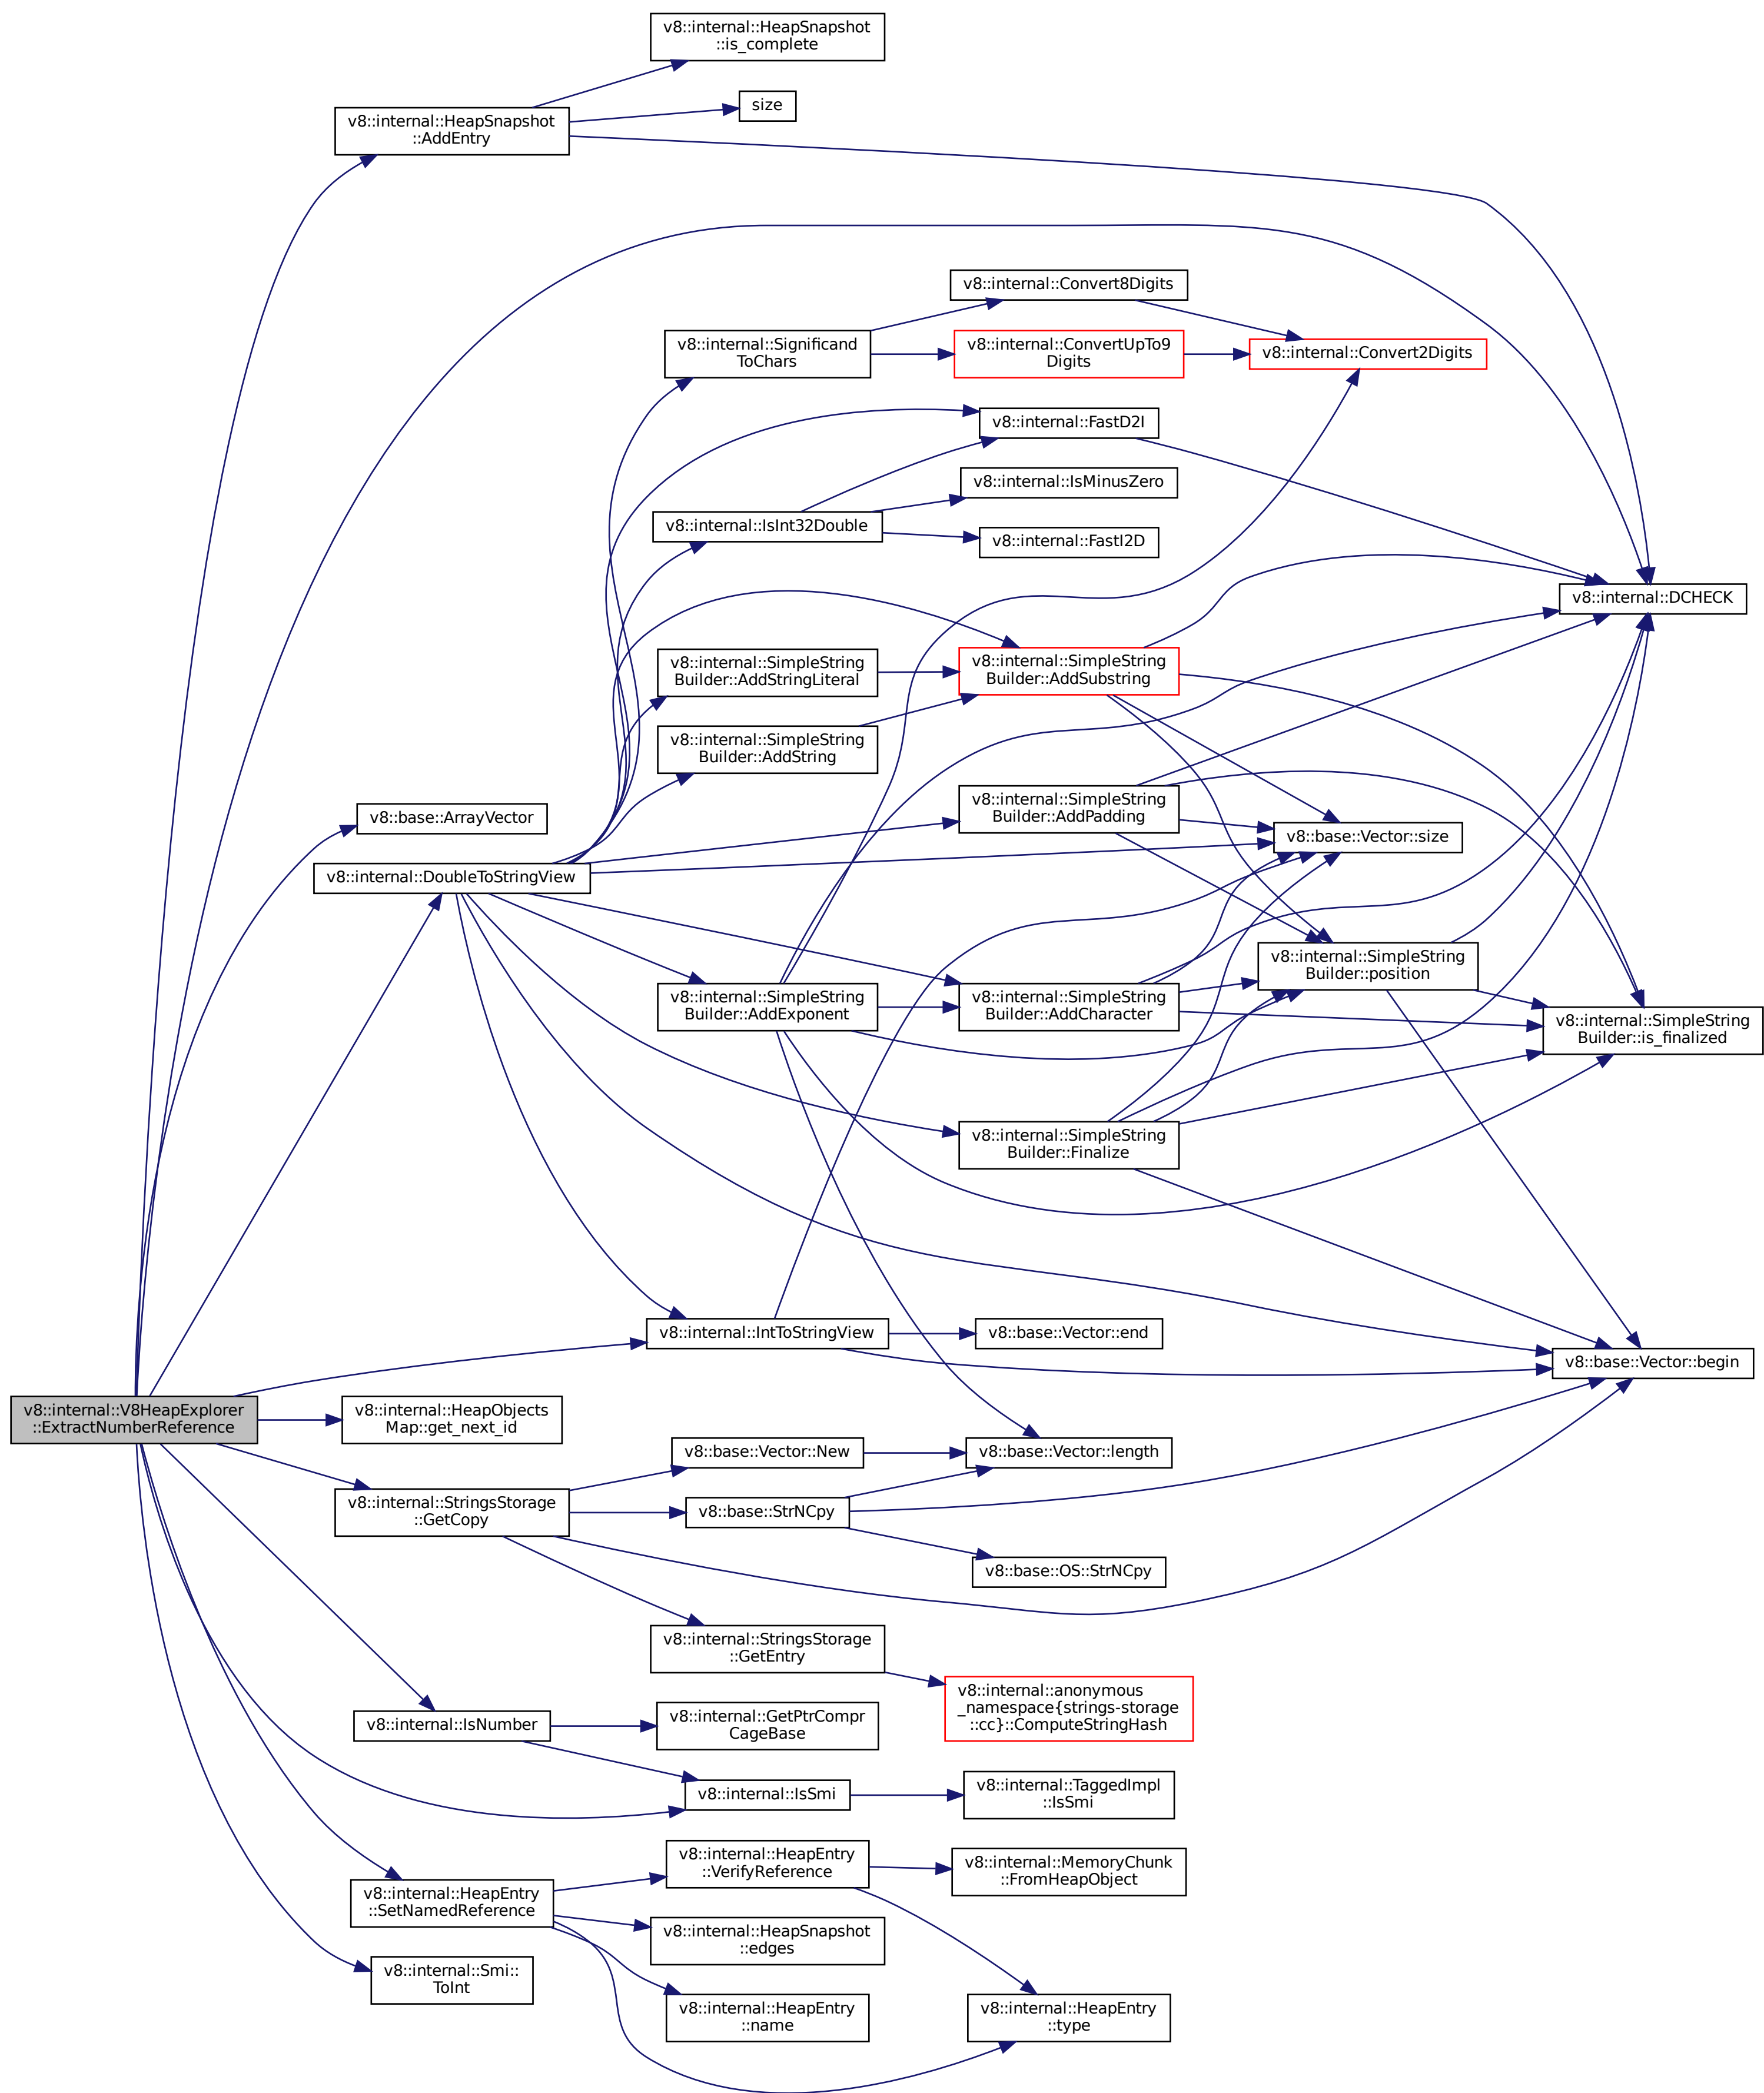 v8::internal::HeapSnapshot
::is_complete
size
v8::internal::HeapSnapshot
::AddEntry
v8::internal::Convert8Digits
v8::internal::Significand
ToChars
v8::internal::ConvertUpTo9
Digits
v8::internal::Convert2Digits
v8::internal::FastD2I
v8::internal::IsMinusZero
v8::internal::IsInt32Double
v8::internal::FastI2D
v8::internal::DCHECK
v8::internal::SimpleString
Builder::AddStringLiteral
v8::internal::SimpleString
Builder::AddSubstring
v8::internal::SimpleString
Builder::AddString
v8::base::ArrayVector
v8::internal::SimpleString
Builder::AddPadding
v8::base::Vector::size
v8::internal::DoubleToStringView
v8::internal::SimpleString
Builder::position
v8::internal::SimpleString
Builder::AddExponent
v8::internal::SimpleString
Builder::AddCharacter
v8::internal::SimpleString
Builder::is_finalized
v8::internal::SimpleString
Builder::Finalize
v8::internal::IntToStringView
v8::base::Vector::end
v8::base::Vector::begin
v8::internal::V8HeapExplorer
::ExtractNumberReference
v8::internal::HeapObjects
Map::get_next_id
v8::base::Vector::New
v8::base::Vector::length
v8::internal::StringsStorage
::GetCopy
v8::base::StrNCpy
v8::base::OS::StrNCpy
v8::internal::StringsStorage
::GetEntry
v8::internal::anonymous
_namespace{strings-storage
::cc}::ComputeStringHash
v8::internal::IsNumber
v8::internal::GetPtrCompr
CageBase
v8::internal::IsSmi
v8::internal::TaggedImpl
::IsSmi
v8::internal::HeapEntry
::VerifyReference
v8::internal::MemoryChunk
::FromHeapObject
v8::internal::HeapEntry
::SetNamedReference
v8::internal::HeapSnapshot
::edges
v8::internal::Smi::
ToInt
v8::internal::HeapEntry
::name
v8::internal::HeapEntry
::type